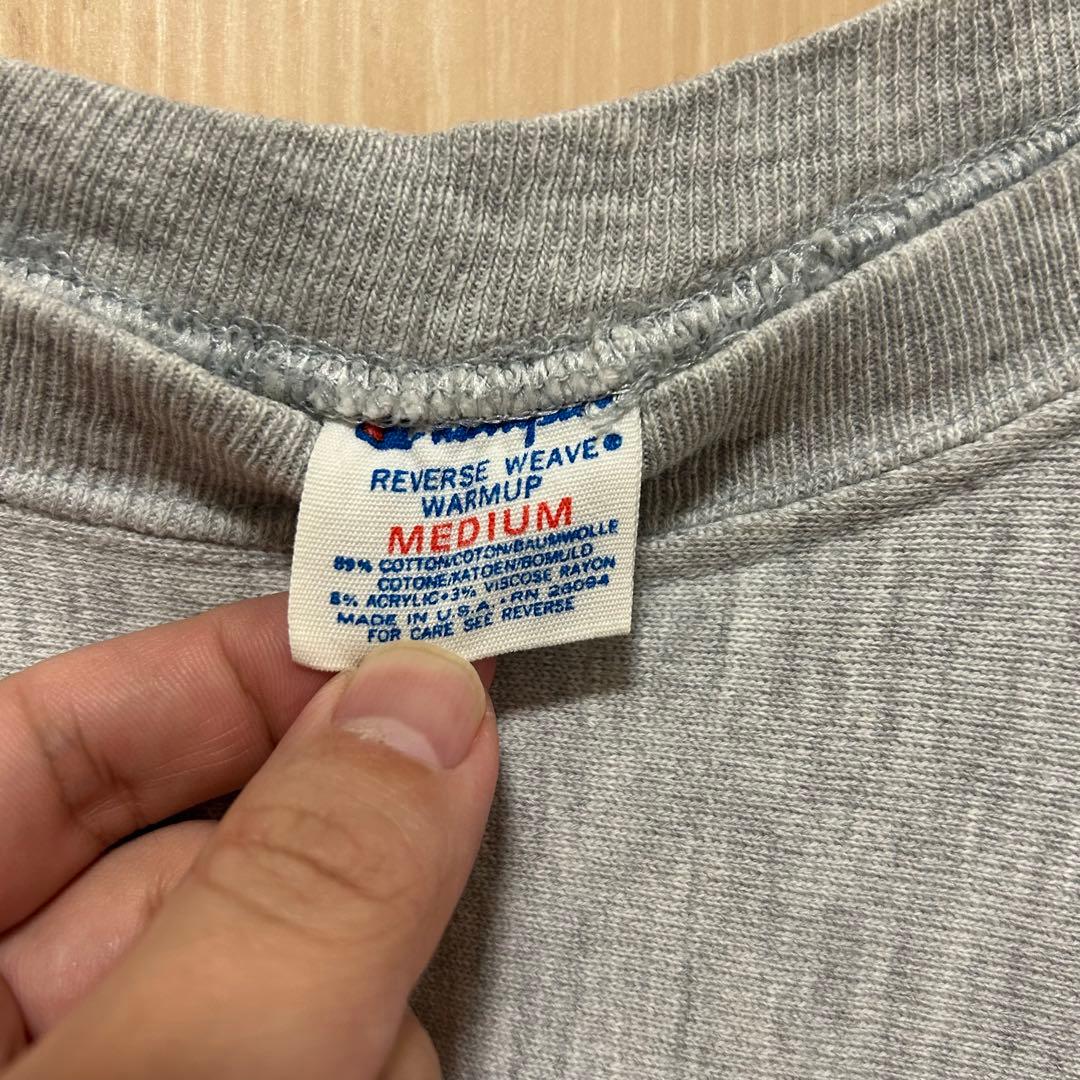 Champion
REVERSE WEAVE
WARMUP
MEDIUM
89% COTTON/COTON/BAUMWOLLE
COTONE/KATOEN/BOMULD
8% ACRYLIC•3% VISCOSE RAYON
MADE IN U.S.A. • RN 26094
FOR CARE SEE REVERSE